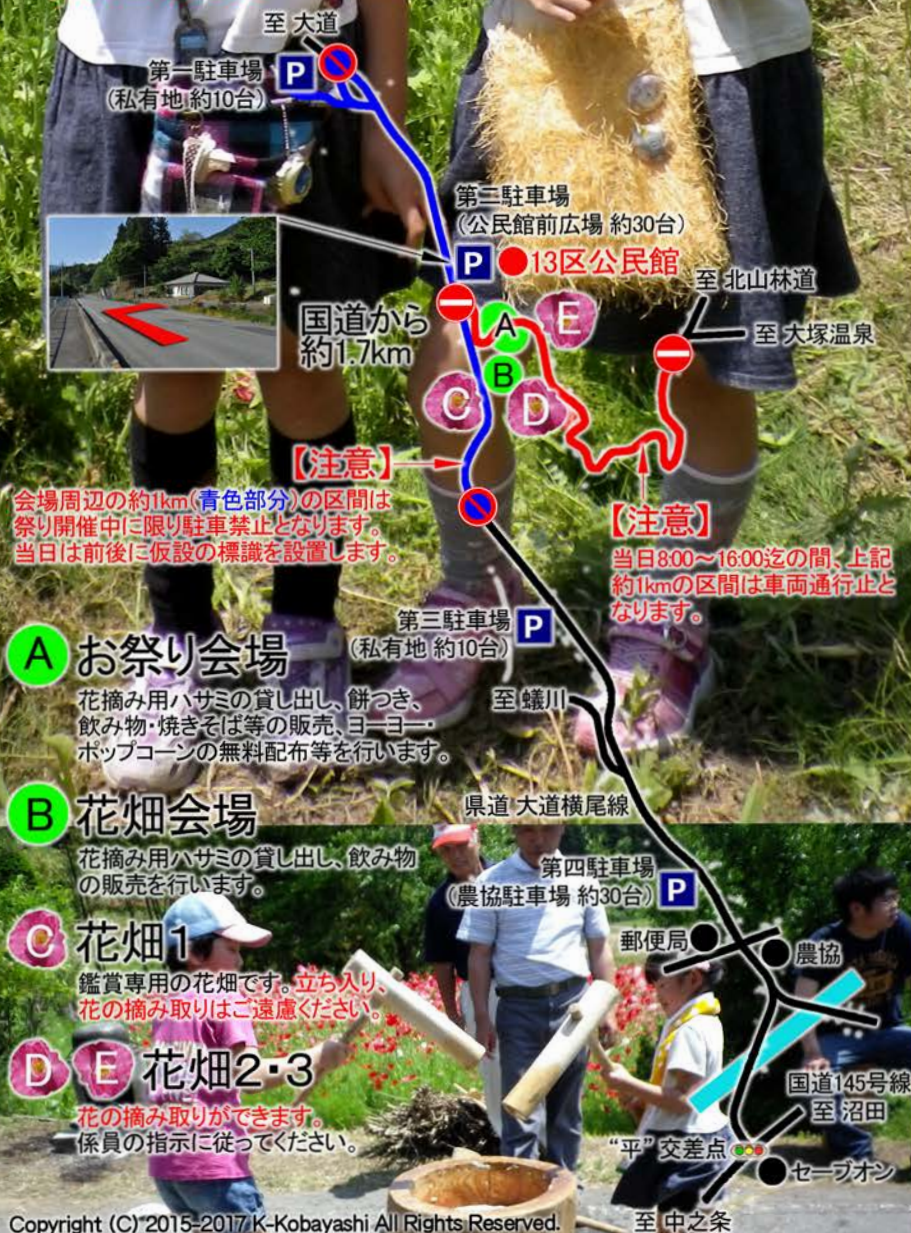 至 大道
第一駐車場
(私有地 約10台)
P
第二駐車場
(公民館前広場 約30台)
P
13区公民館
至 北山林道
至 大塚温泉
国道から
約1.7km
A
E
B
C
D
【注意】
会場周辺の約1km(青色部分)の区間は
祭り開催中に限り駐車禁止となります。
当日は前後に仮設の標識を設置します。
【注意】
当日8:00～16:00迄の間、上記
約1kmの区間は車両通行止と
なります。
第三駐車場
(私有地 約10台)
P
至 蟻川
A お祭り会場
花摘み用ハサミの貸し出し、餅つき、
飲み物・焼きそば等の販売、ヨーヨー・
ポップコーンの無料配布等を行います。
県道 大道横尾線
B 花畑会場
花摘み用ハサミの貸し出し、飲み物
の販売を行います。
第四駐車場
(農協駐車場 約30台)
P
郵便局
農協
C 花畑1
鑑賞専用の花畑です。立ち入り、
花の摘み取りはご遠慮ください。
D E 花畑2・3
花の摘み取りができます。
係員の指示に従ってください。
国道145号線
至 沼田
“平”交差点
セーブオン
至 中之条
Copyright (C) 2015-2017 K-Kobayashi All Rights Reserved.